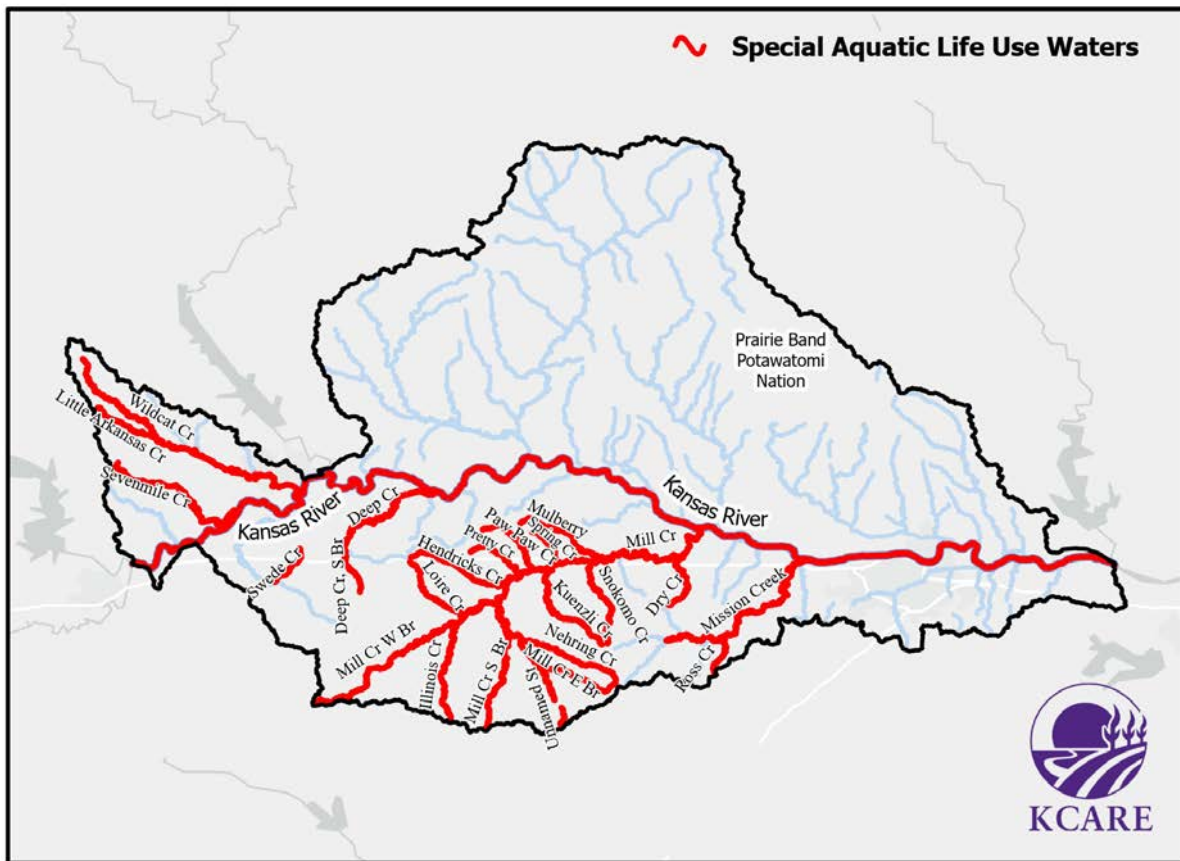 Special Aquatic Life Use Waters
Prairie Band
Potawatomi
Nation
Wildcat Cr
Little Arkansas Cr
Sevenmile Cr
Kansas River
Deep Cr
Swede Cr
Deep Cr, S Br
Hendricks Cr
Loire Cr
Pretty Cr
Paw Paw Cr
Mulberry
Spring Cr
Mill Cr
Kansas River
Kuenzli Cr
Snokomo Cr
Dry Cr
Mission Creek
Ross Cr
Nehring Cr
Mill Cr E Br
Unnamed St
Mill Cr S Br
Illinois Cr
Mill Cr W Br
KCARE